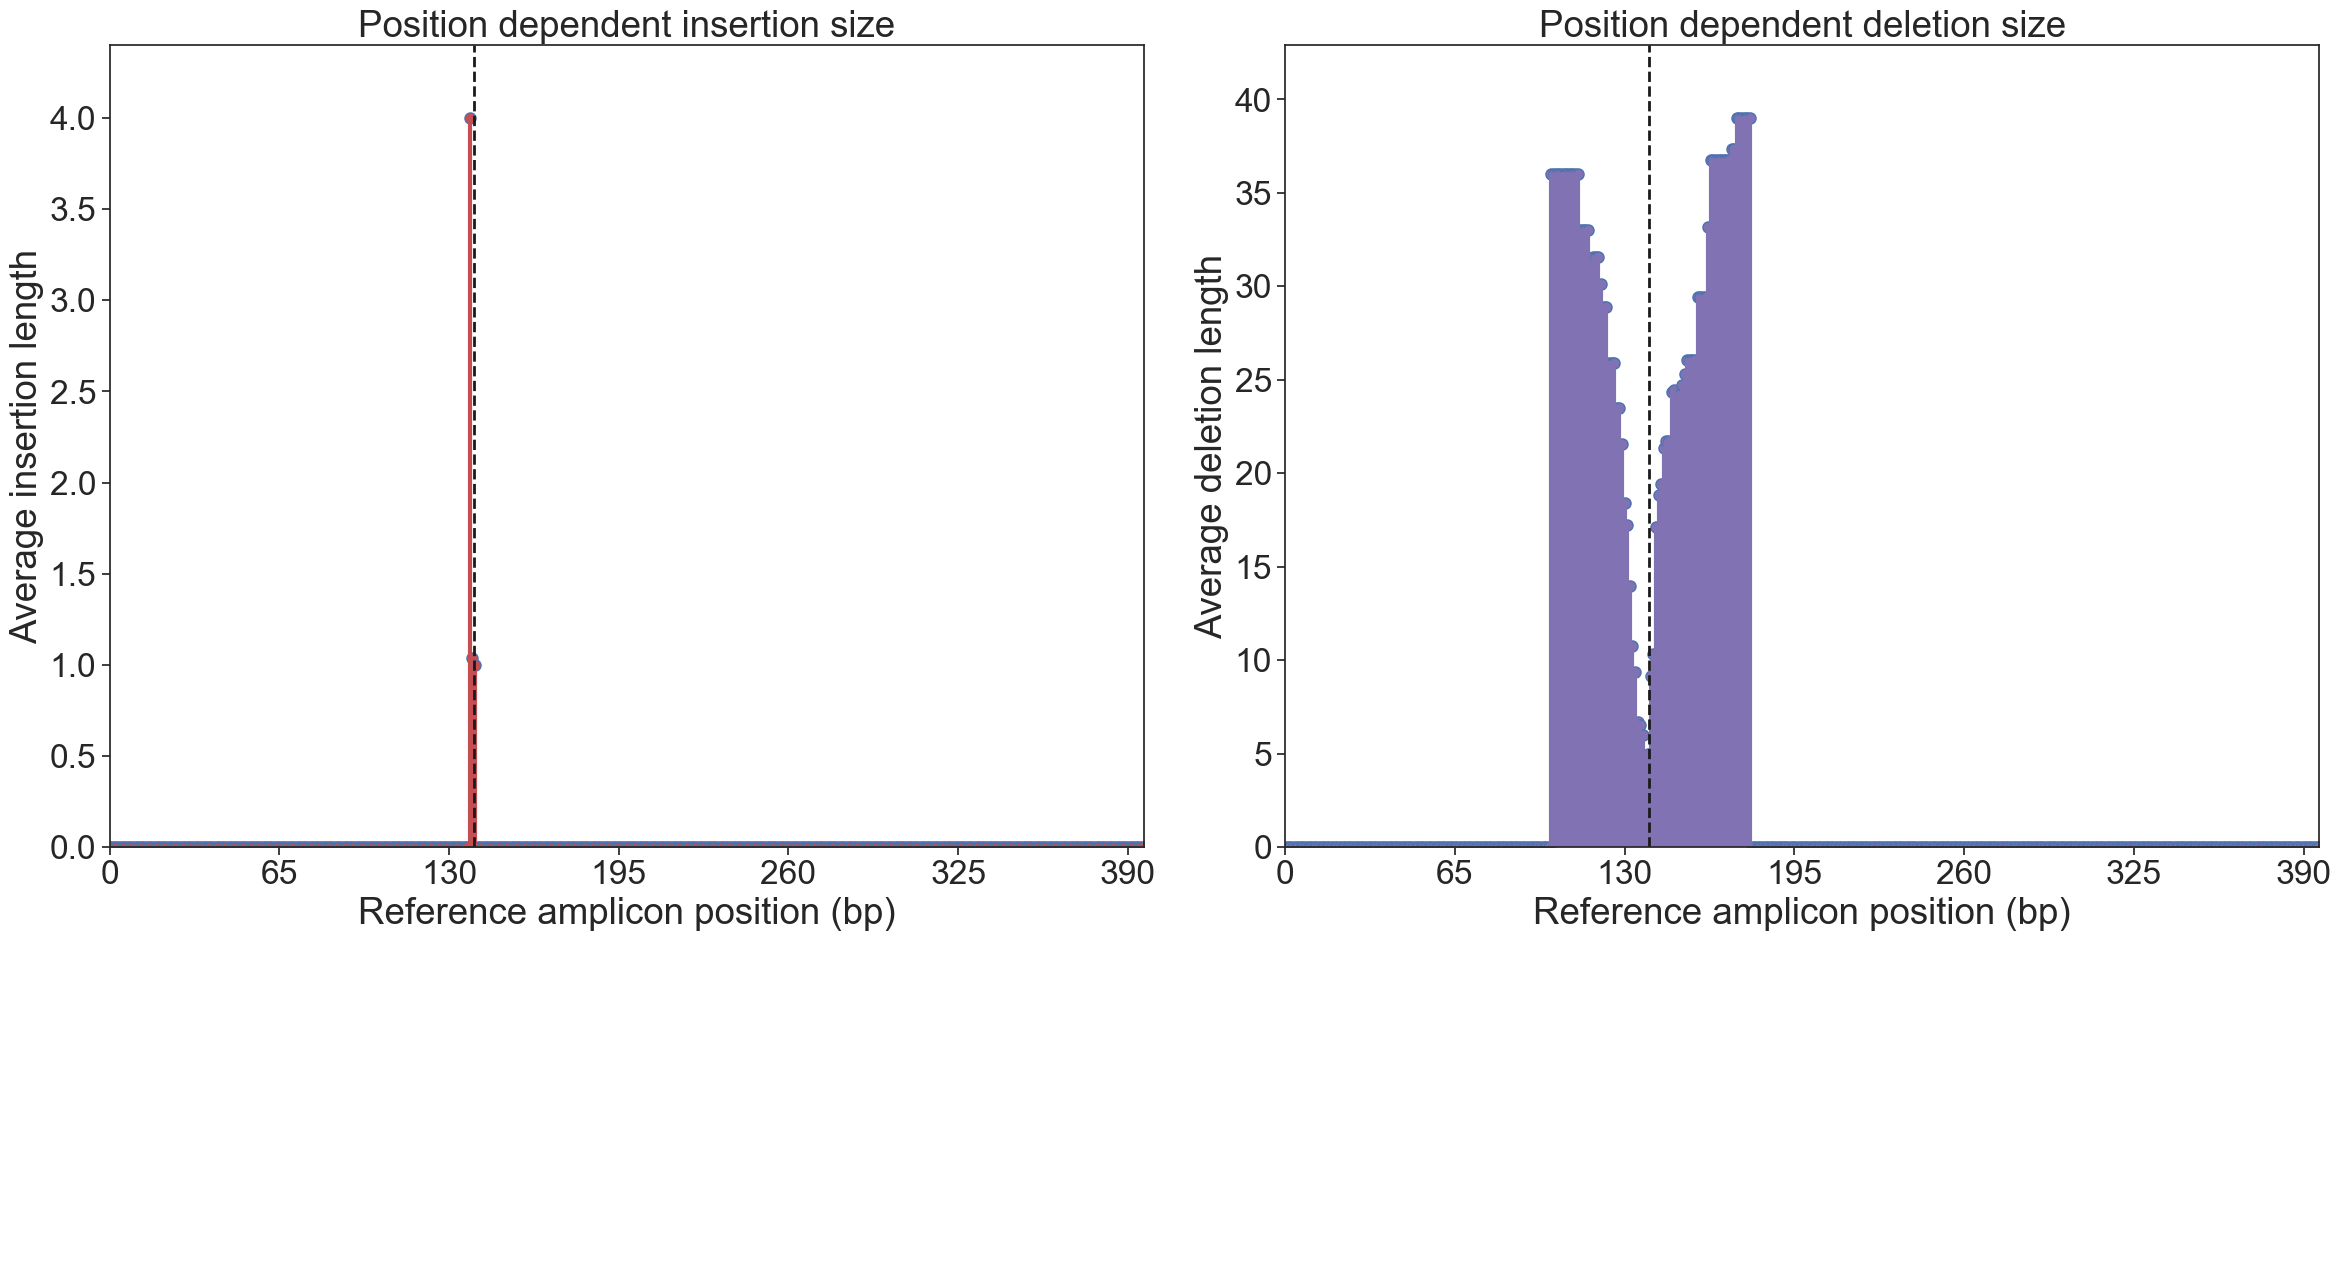 Position dependent insertion size
Average insertion length
4.0
3.5
3.0
2.5
2.0
1.5
1.0
0.5
0.0
0 65 130 195 260 325 390
Reference amplicon position (bp)
Position dependent deletion size
Average deletion length
40
35
30
25
20
15
10
5
0
0 65 130 195 260 325 390
Reference amplicon position (bp)